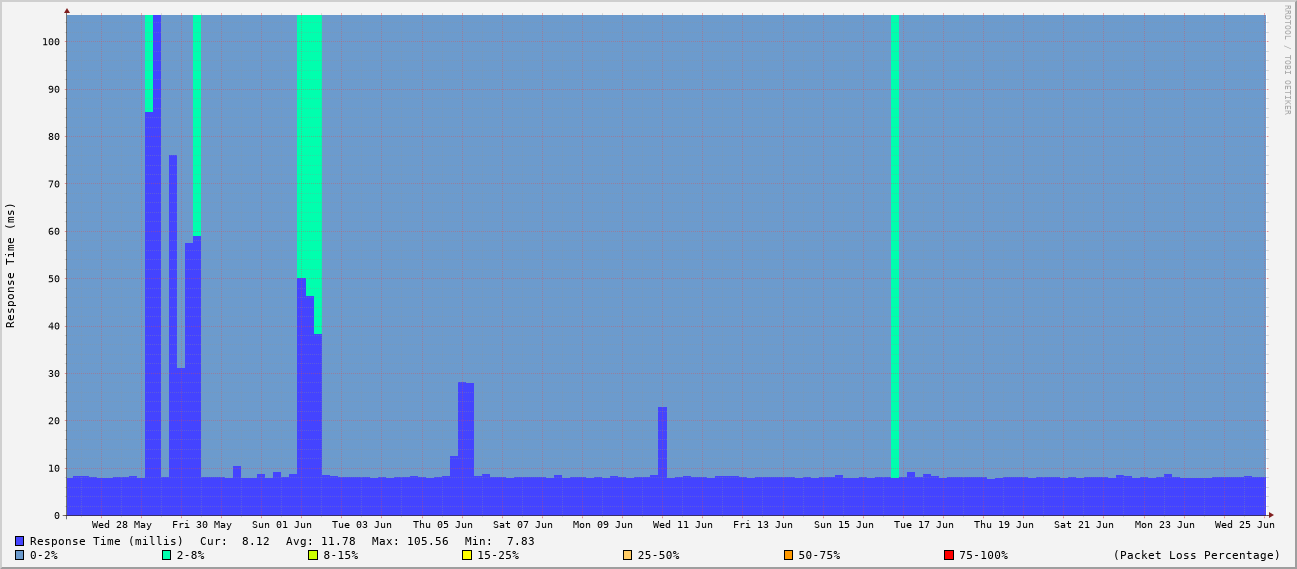 RRDTOOL / TOBI OETIKER
Response Time (ms)
100
90
80
70
60
50
40
30
20
10
0
Wed 28 May Fri 30 May Sun 01 Jun Tue 03 Jun Thu 05 Jun Sat 07 Jun Mon 09 Jun Wed 11 Jun Fri 13 Jun Sun 15 Jun Tue 17 Jun Thu 19 Jun Sat 21 Jun Mon 23 Jun Wed 25 Jun
Response Time (millis) Cur: 8.12 Avg: 11.78 Max: 105.56 Min: 7.83
0-2% 2-8% 8-15% 15-25% 25-50% 50-75% 75-100% (Packet Loss Percentage)